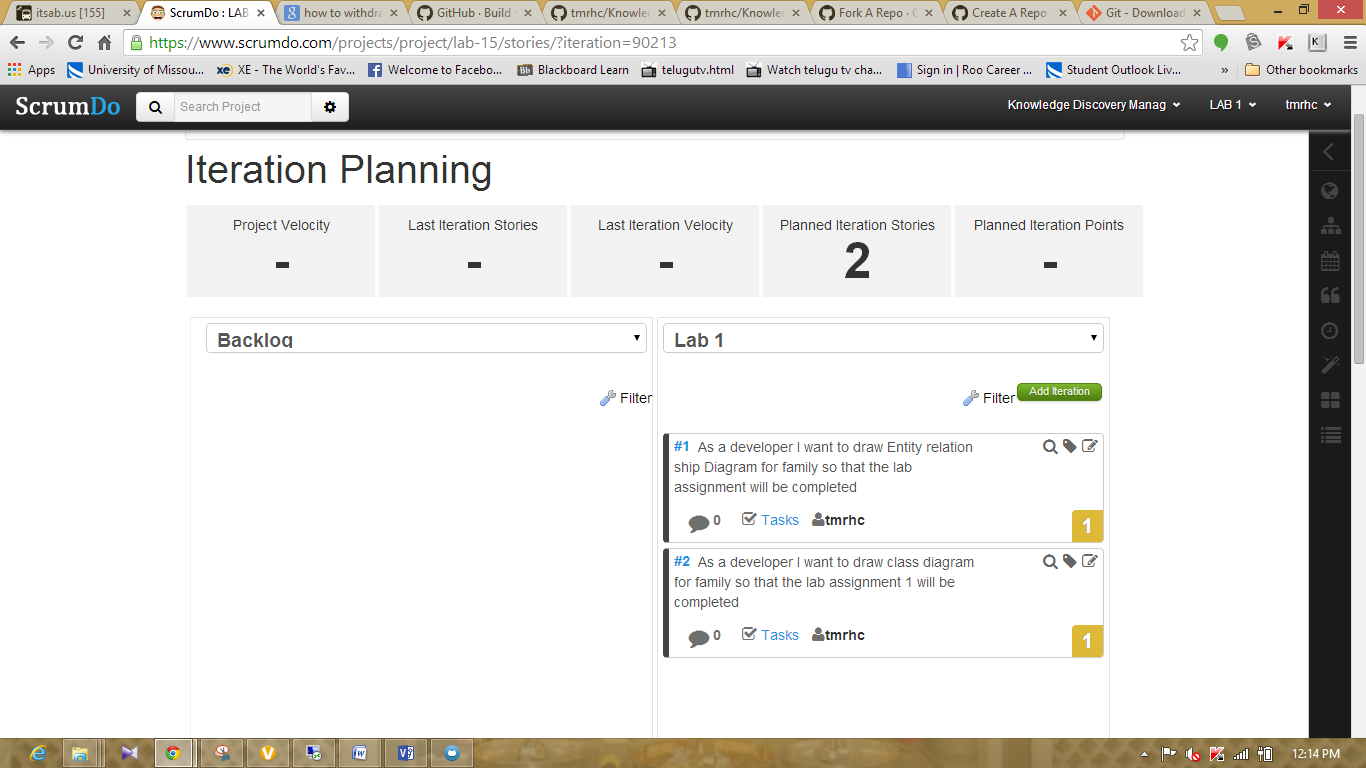 itsab.us [155]
ScrumDo : LAB
how to withdra
GitHub · Build s
tmrhc/Knowle
tmrhc/Knowle
Fork A Repo · G
Create A Repo
Git - Download
https://www.scrumdo.com/projects/project/lab-15/stories/?iteration=90213
Apps
University of Missou...
XE - The World's Fav...
Welcome to Facebo...
Bb Blackboard Learn
telugutv.html
Watch telugu tv cha...
Sign in | Roo Career ...
Student Outlook Liv...
»
Other bookmarks
ScrumDo
Search Project
Knowledge Discovery Manag
LAB 1
tmrhc
Iteration Planning
Project Velocity
-
Last Iteration Stories
-
Last Iteration Velocity
-
Planned Iteration Stories
2
Planned Iteration Points
-
Backlog
Filter
Lab 1
Filter
Add Iteration
#1 As a developer I want to draw Entity relation
ship Diagram for family so that the lab
assignment will be completed
0 Tasks tmrhc
1
#2 As a developer I want to draw class diagram
for family so that the lab assignment 1 will be
completed
0 Tasks tmrhc
1
12:14 PM